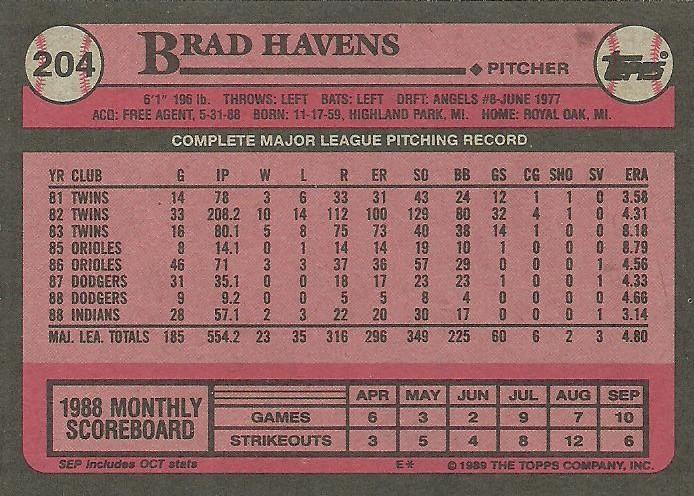 204
BRAD HAVENS
PITCHER
TOPPS®
6'1" 196 lb. THROWS: LEFT BATS: LEFT DRFT: ANGELS #8-JUNE 1977
ACQ: FREE AGENT, 5-31-88 BORN: 11-17-59, HIGHLAND PARK, MI. HOME: ROYAL OAK, MI.
COMPLETE MAJOR LEAGUE PITCHING RECORD
YR CLUB G IP W L R ER SO BB GS CG SHO SV ERA
81 TWINS 14 78 3 6 33 31 43 24 12 1 1 0 3.58
82 TWINS 33 208.2 10 14 112 100 129 80 32 4 1 0 4.31
83 TWINS 16 80.1 5 8 75 73 40 38 14 1 0 0 8.18
85 ORIOLES 8 14.1 0 1 14 14 19 10 1 0 0 0 8.79
86 ORIOLES 46 71 3 3 37 36 57 29 0 0 0 1 4.56
87 DODGERS 31 35.1 0 0 18 17 23 23 1 0 0 1 4.33
88 DODGERS 9 9.2 0 0 5 5 8 4 0 0 0 0 4.66
88 INDIANS 28 57.1 2 3 22 20 30 17 0 0 0 1 3.14
MAJ. LEA. TOTALS 185 554.2 23 35 316 296 349 225 60 6 2 3 4.80
1988 MONTHLY SCOREBOARD
APR MAY JUN JUL AUG SEP
GAMES 6 3 2 9 7 10
STRIKEOUTS 3 5 4 8 12 6
SEP includes OCT stats E* © 1989 THE TOPPS COMPANY, INC.